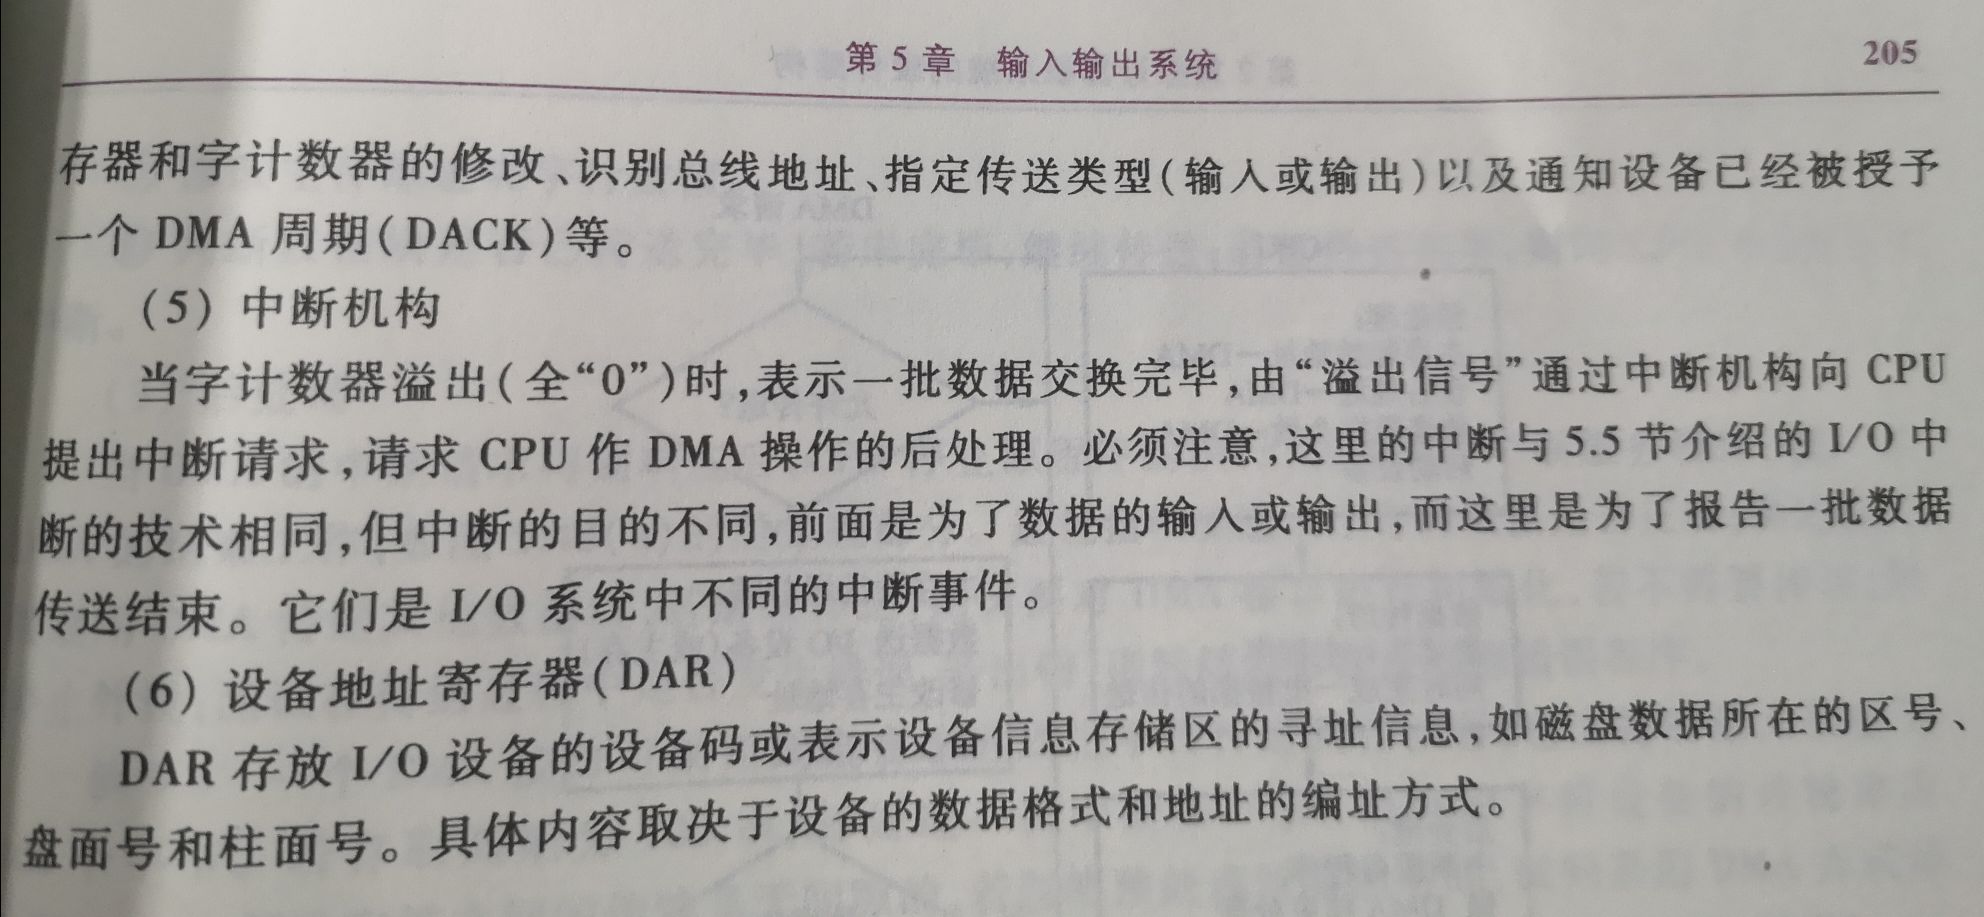 第 5 章　输入输出系统　205
存器和字计数器的修改、识别总线地址、指定传送类型(输入或输出)以及通知设备已经被授予
一个 DMA 周期(DACK)等。
(5) 中断机构
当字计数器溢出(全“0”)时,表示一批数据交换完毕,由“溢出信号”通过中断机构向 CPU
提出中断请求,请求 CPU 作 DMA 操作的后处理。必须注意,这里的中断与 5.5 节介绍的 I/O 中
断的技术相同,但中断的目的不同,前面是为了数据的输入或输出,而这里是为了报告一批数据
传送结束。它们是 I/O 系统中不同的中断事件。
(6) 设备地址寄存器(DAR)
DAR 存放 I/O 设备的设备码或表示设备信息存储区的寻址信息,如磁盘数据所在的区号、
盘面号和柱面号。具体内容取决于设备的数据格式和地址的编址方式。